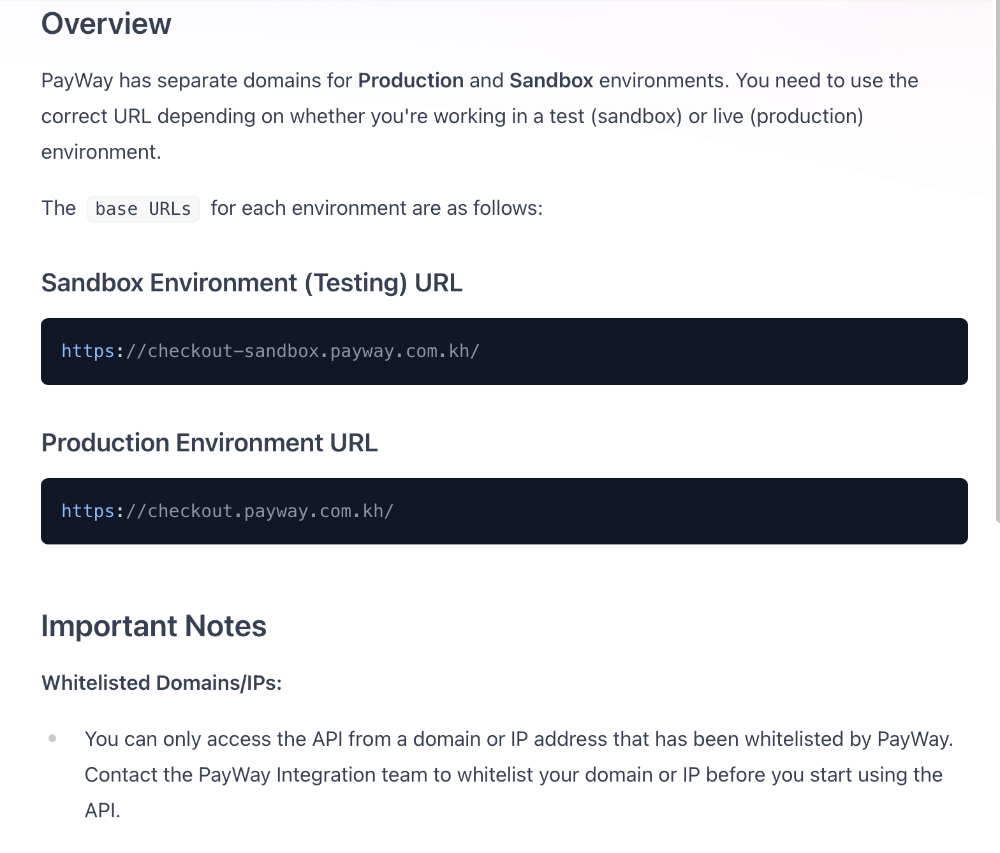 Overview
PayWay has separate domains for Production and Sandbox environments. You need to use the
correct URL depending on whether you're working in a test (sandbox) or live (production)
environment.
The base URLs for each environment are as follows:
Sandbox Environment (Testing) URL
https://checkout-sandbox.payway.com.kh/
Production Environment URL
https://checkout.payway.com.kh/
Important Notes
Whitelisted Domains/IPs:
You can only access the API from a domain or IP address that has been whitelisted by PayWay.
Contact the PayWay Integration team to whitelist your domain or IP before you start using the
API.